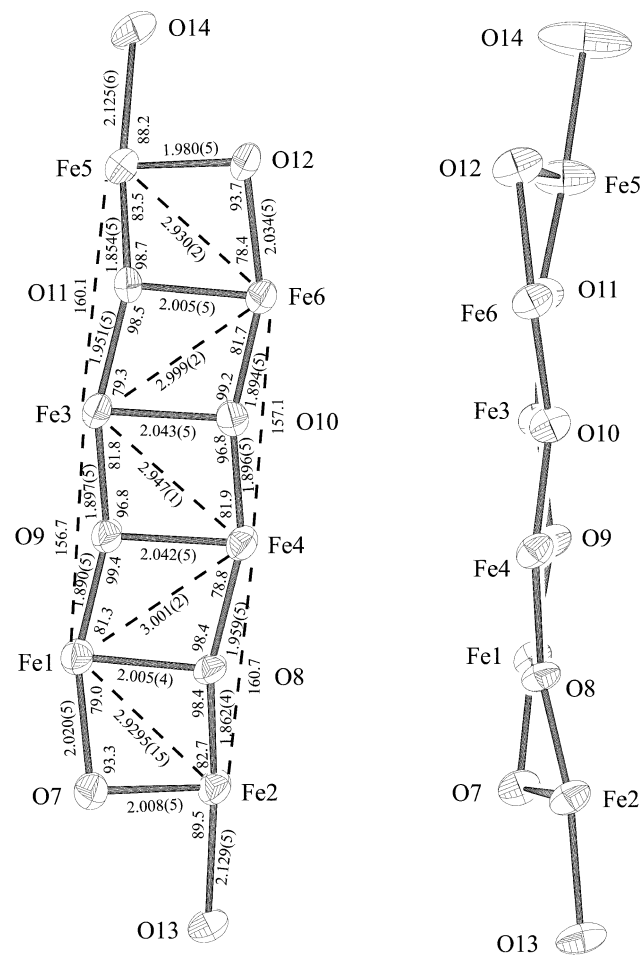 O14
2.125(6)
88.2
1.980(5)
O12
Fe5
83.5
93.7
2.930(2)
2.034(5)
1.854(5)
98.7
78.4
O11
160.1
2.005(5)
Fe6
98.5
81.7
1.951(5)
2.999(2)
1.894(5)
79.3
99.2
157.1
Fe3
2.043(5)
O10
81.8
96.8
1.897(5)
2.947(1)
1.896(5)
96.8
81.9
O9
156.7
2.042(5)
Fe4
99.4
78.8
1.890(5)
3.001(2)
1.959(5)
81.3
98.4
Fe1
2.005(4)
O8
160.7
79.0
98.4
2.020(5)
2.9295(15)
1.862(4)
93.3
82.7
O7
2.008(5)
Fe2
89.5
2.129(5)
O13
O14
O12
Fe5
O11
Fe6
Fe3
O10
O9
Fe4
Fe1
O8
O7
Fe2
O13